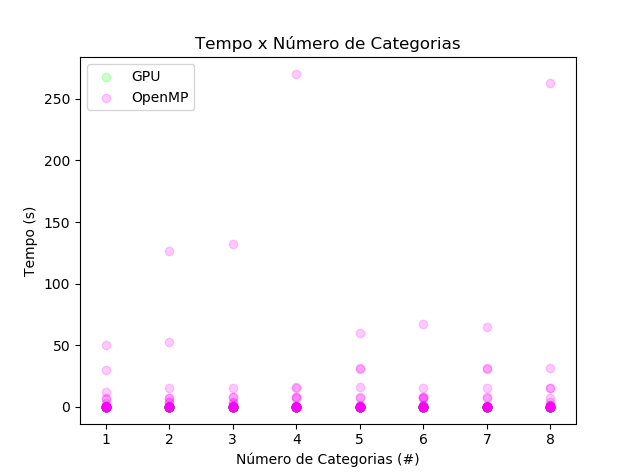 Tempo x Número de Categorias
GPU
OpenMP
250
200
150
100
50
0
Tempo (s)
1 2 3 4 5 6 7 8
Número de Categorias (#)